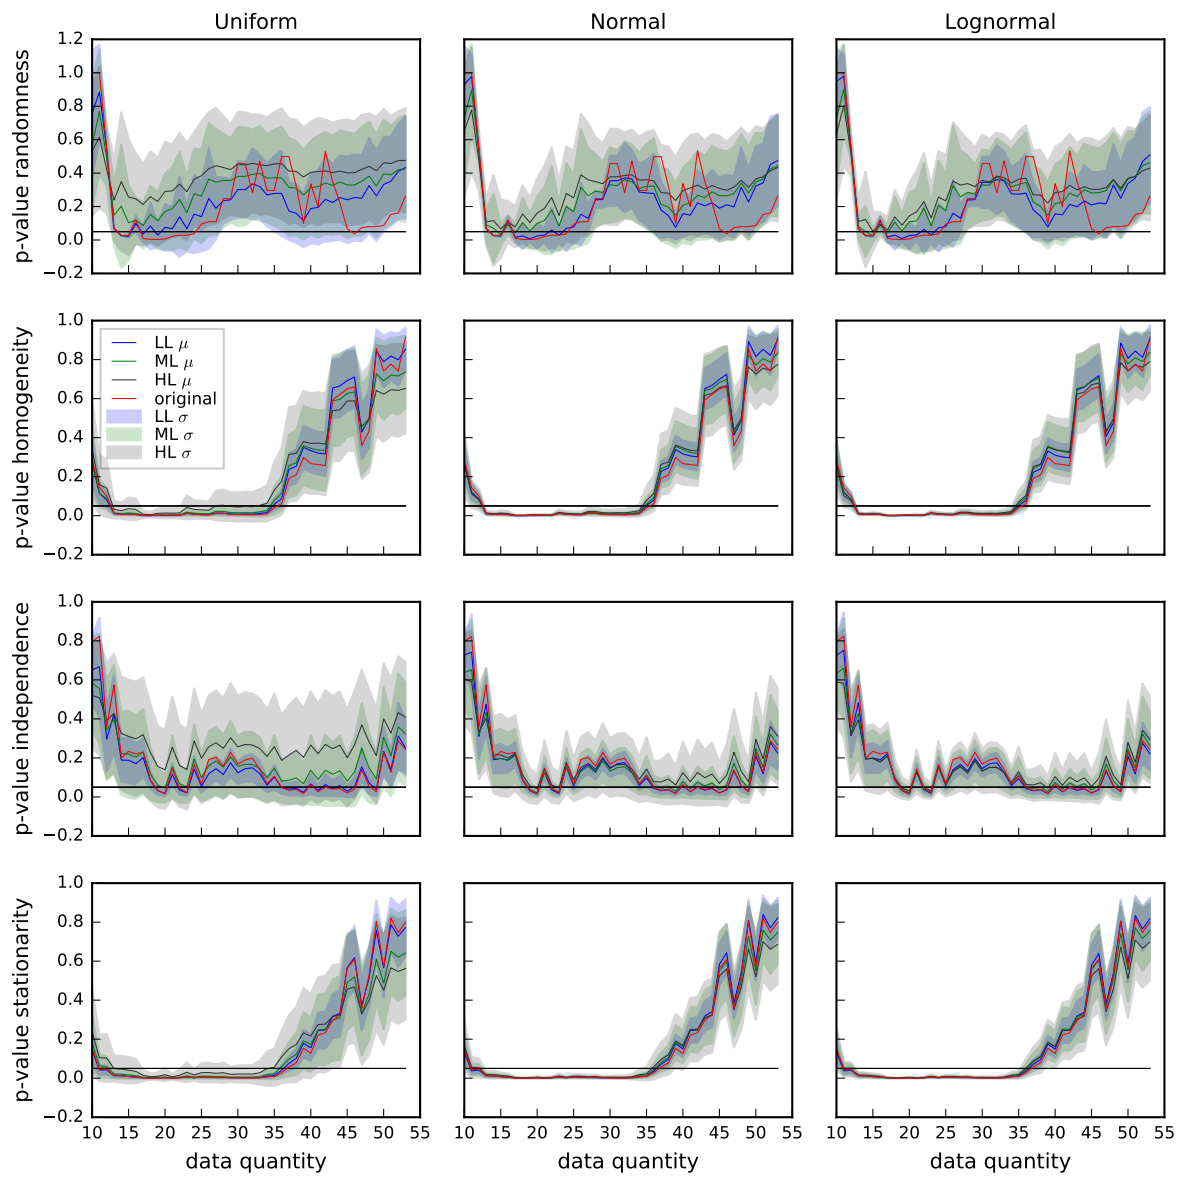 Uniform Normal Lognormal
p-value randomness
1.2
1.0
0.8
0.6
0.4
0.2
0.0
−0.2
p-value homogeneity
1.0
0.8
0.6
0.4
0.2
0.0
−0.2
LL μ
ML μ
HL μ
original
LL σ
ML σ
HL σ
p-value independence
1.0
0.8
0.6
0.4
0.2
0.0
−0.2
p-value stationarity
1.0
0.8
0.6
0.4
0.2
0.0
−0.2
10 15 20 25 30 35 40 45 50 55 10 15 20 25 30 35 40 45 50 55 10 15 20 25 30 35 40 45 50 55
data quantity data quantity data quantity